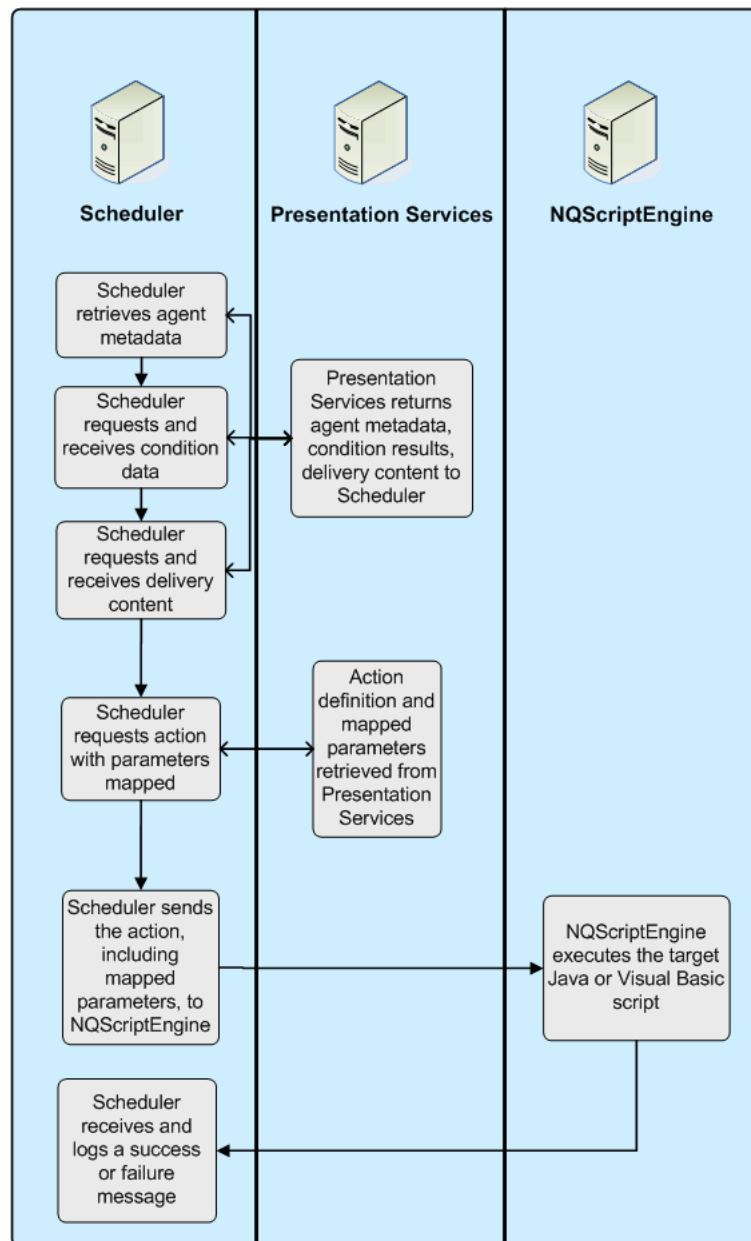 Scheduler
Presentation Services
NQScriptEngine
Scheduler
retrieves agent
metadata
Scheduler
requests and
receives condition
data
Presentation
Services returns
agent metadata,
condition results,
delivery content to
Scheduler
Scheduler
requests and
receives delivery
content
Scheduler
requests action
with parameters
mapped
Action
definition and
mapped
parameters
retrieved from
Presentation
Services
Scheduler sends
the action,
including
mapped
parameters, to
NQScriptEngine
NQScriptEngine
executes the target
Java or Visual Basic
script
Scheduler
receives and
logs a success
or failure
message